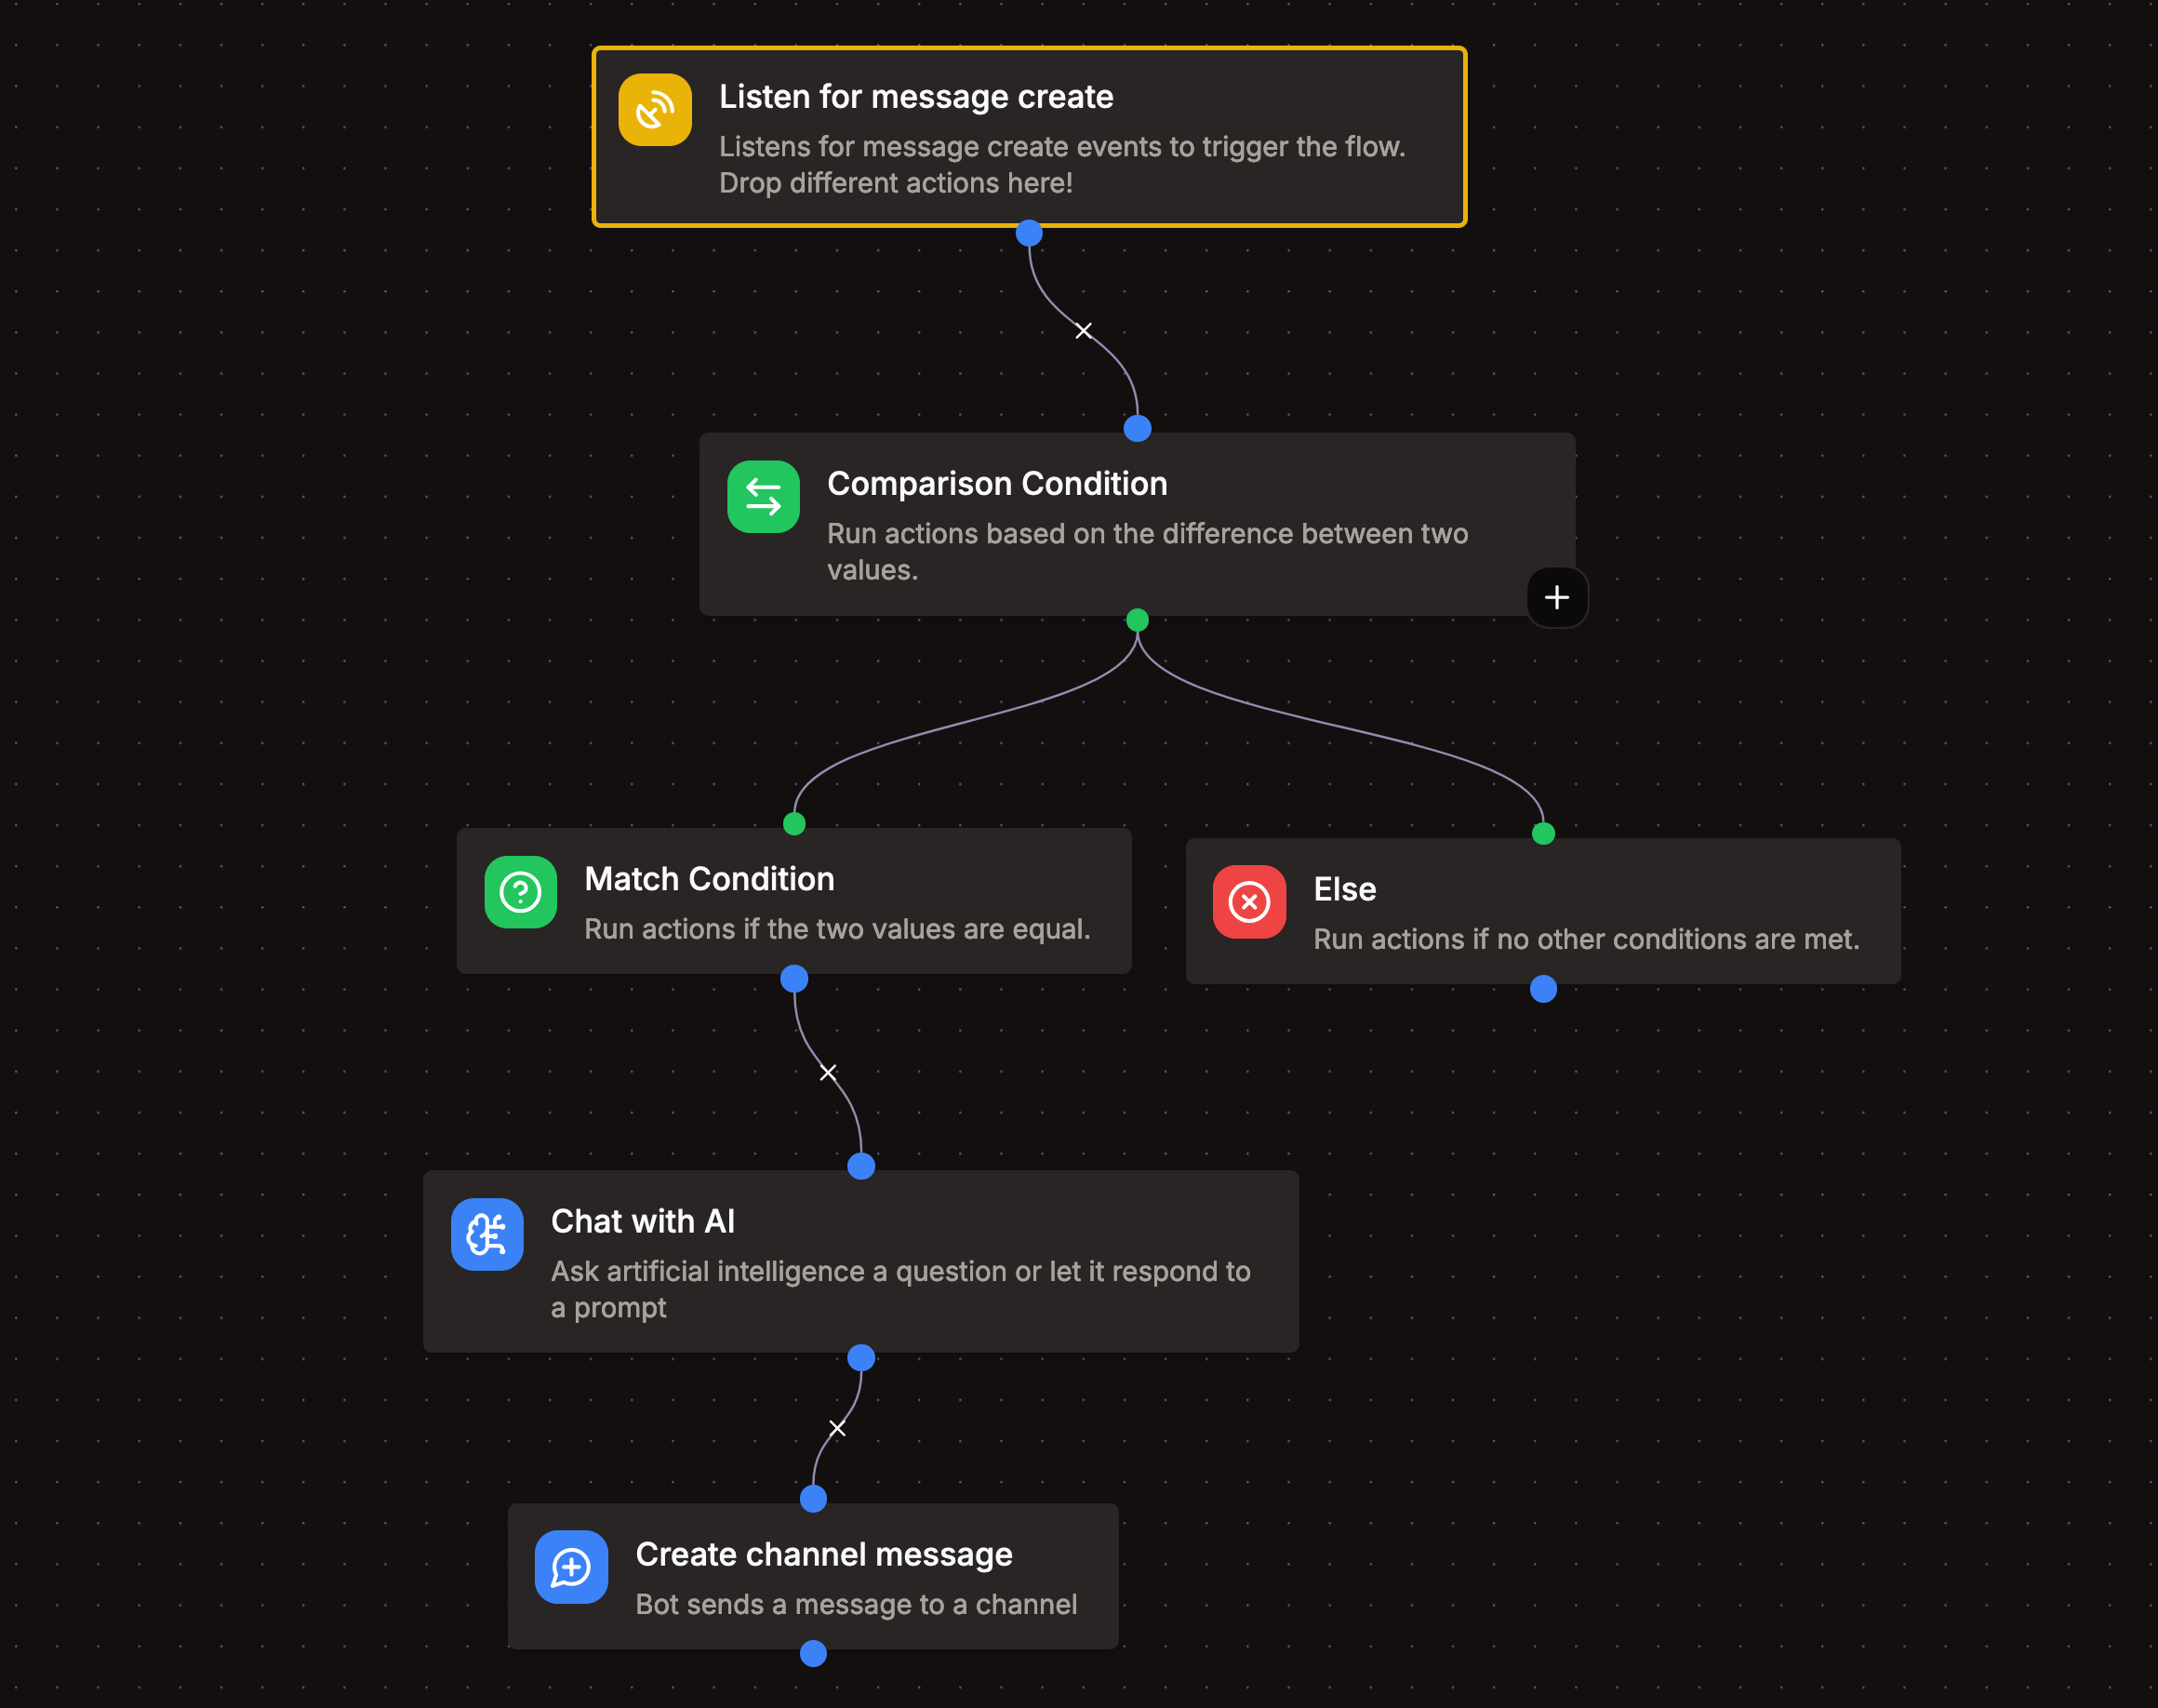 Listen for message create
Listens for message create events to trigger the flow.
Drop different actions here!
Comparison Condition
Run actions based on the difference between two
values.
Match Condition
Run actions if the two values are equal.
Else
Run actions if no other conditions are met.
Chat with AI
Ask artificial intelligence a question or let it respond to
a prompt
Create channel message
Bot sends a message to a channel